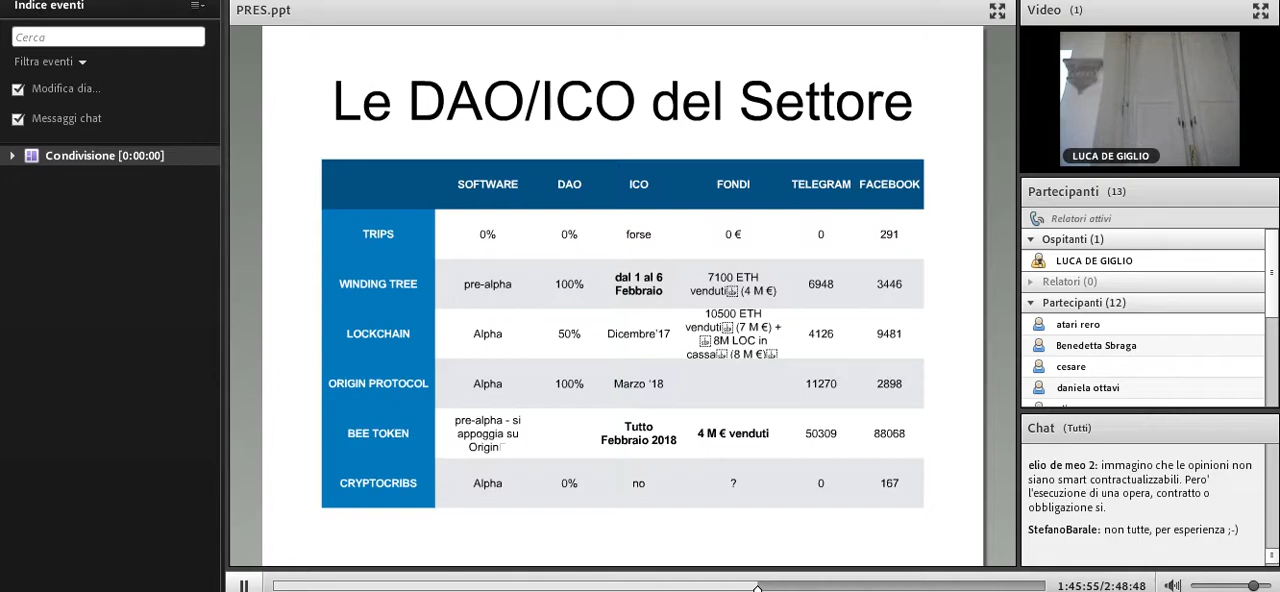 Indice eventi
Cerca
Filtra eventi
Modifica dia...
Messaggi chat
Condivisione [0:00:00]
PRES.ppt
Le DAO/ICO del Settore
SOFTWARE DAO ICO FONDI TELEGRAM FACEBOOK
TRIPS 0% 0% forse 0 € 0 291
WINDING TREE pre-alpha 100% dal 1 al 6 Febbraio 7100 ETH venduti (4 M €) 6948 3446
LOCKCHAIN Alpha 50% Dicembre'17 10500 ETH venduti (7 M €) + 8M LOC in cassa (8 M €) 4126 9481
ORIGIN PROTOCOL Alpha 100% Marzo '18 11270 2898
BEE TOKEN pre-alpha - si appoggia su Origin Tutto Febbraio 2018 4 M € venduti 50309 88068
CRYPTOCRIBS Alpha 0% no ? 0 167
Video (1)
LUCA DE GIGLIO
Partecipanti (13)
Relatori attivi
Ospitanti (1)
LUCA DE GIGLIO
Relatori (0)
Partecipanti (12)
atari rero
Benedetta Sbraga
cesare
daniela ottavi
Chat (Tutti)
elio de meo 2: immagino che le opinioni non
siano smart contractualizzabili. Pero'
l'esecuzione di una opera, contratto o
obbligazione si.
StefanoBarale: non tutte, per esperienza ;-)
1:45:55/2:48:48